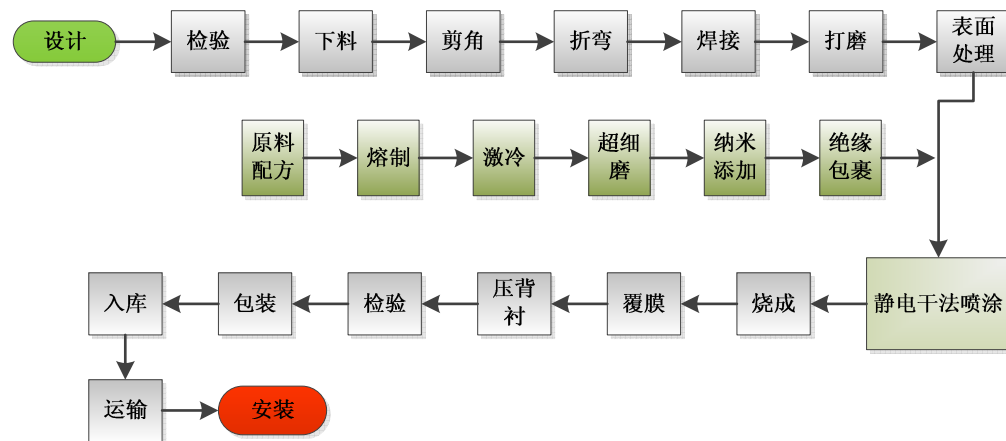 设计
检验
下料
剪角
折弯
焊接
打磨
表面
处理
原料
配方
熔制
激冷
超细
磨
纳米
添加
绝缘
包裹
静电干法喷涂
烧成
覆膜
压背
衬
检验
包装
入库
运输
安装